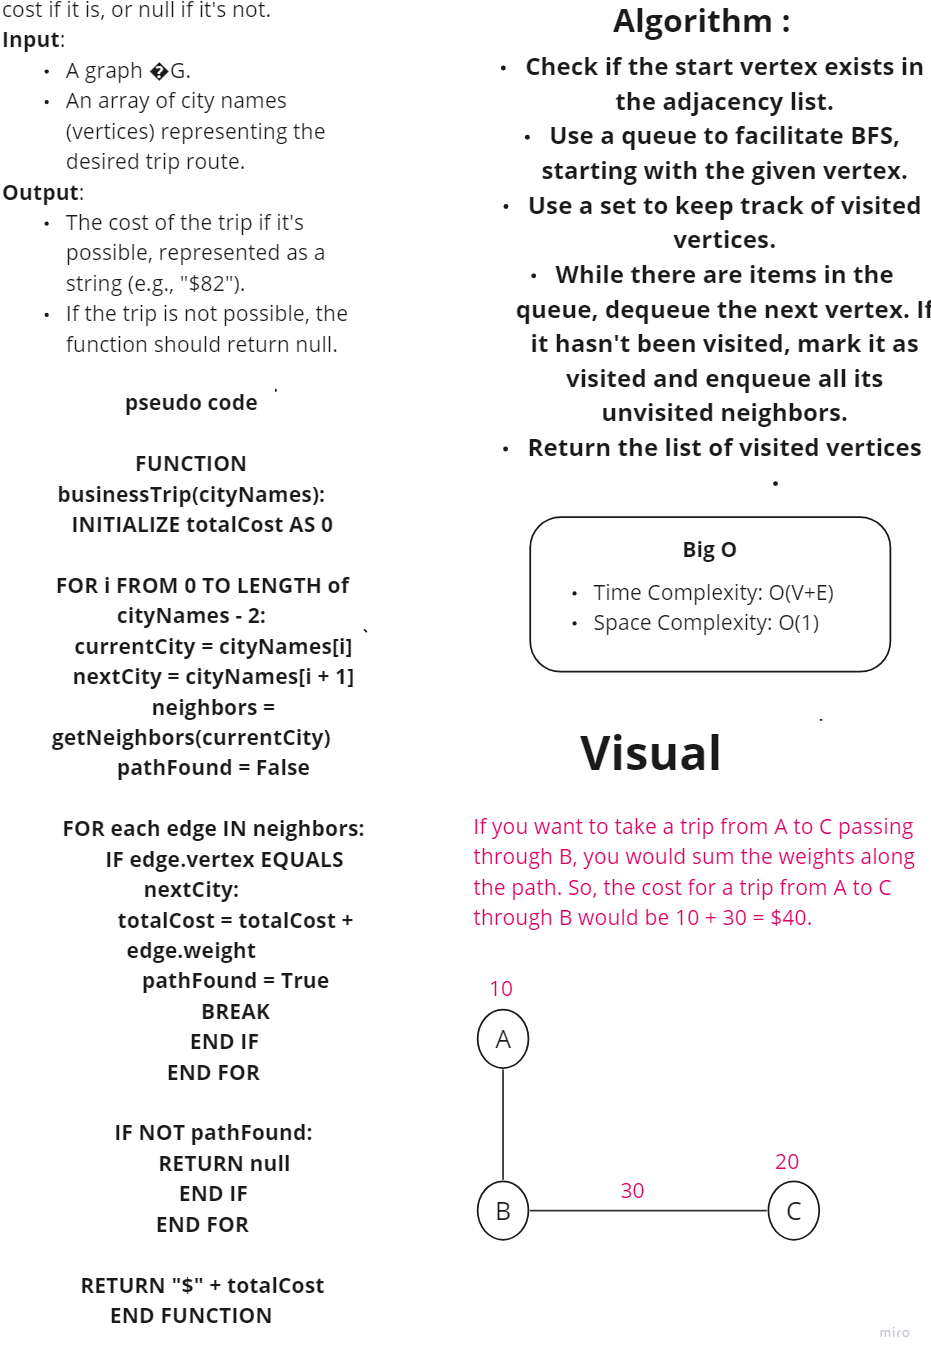 cost if it is, or null if it's not.
Input:
• A graph �G.
• An array of city names
(vertices) representing the
desired trip route.
Output:
• The cost of the trip if it's
possible, represented as a
string (e.g., "$82").
• If the trip is not possible, the
function should return null.
pseudo code
FUNCTION
businessTrip(cityNames):
INITIALIZE totalCost AS 0
FOR i FROM 0 TO LENGTH of
cityNames - 2:
currentCity = cityNames[i]
`
nextCity = cityNames[i + 1]
neighbors =
getNeighbors(currentCity)
pathFound = False
FOR each edge IN neighbors:
IF edge.vertex EQUALS
nextCity:
totalCost = totalCost +
edge.weight
pathFound = True
BREAK
END IF
END FOR
IF NOT pathFound:
RETURN null
END IF
END FOR
RETURN "$" + totalCost
END FUNCTION
Algorithm :
• Check if the start vertex exists in
the adjacency list.
• Use a queue to facilitate BFS,
starting with the given vertex.
• Use a set to keep track of visited
vertices.
• While there are items in the
queue, dequeue the next vertex. If
it hasn't been visited, mark it as
visited and enqueue all its
unvisited neighbors.
• Return the list of visited vertices
•
Big O
• Time Complexity: O(V+E)
• Space Complexity: O(1)
Visual
If you want to take a trip from A to C passing
through B, you would sum the weights along
the path. So, the cost for a trip from A to C
through B would be 10 + 30 = $40.
10
A
20
30
B
C
miro